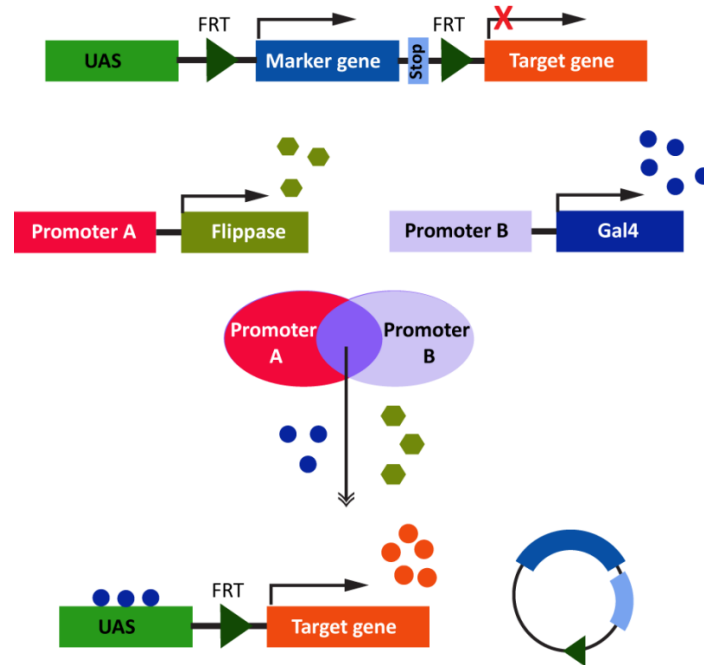 FRT FRT X
UAS Marker gene Stop Target gene
Promoter A Flippase Promoter B Gal4
Promoter Promoter
A B
FRT
UAS Target gene